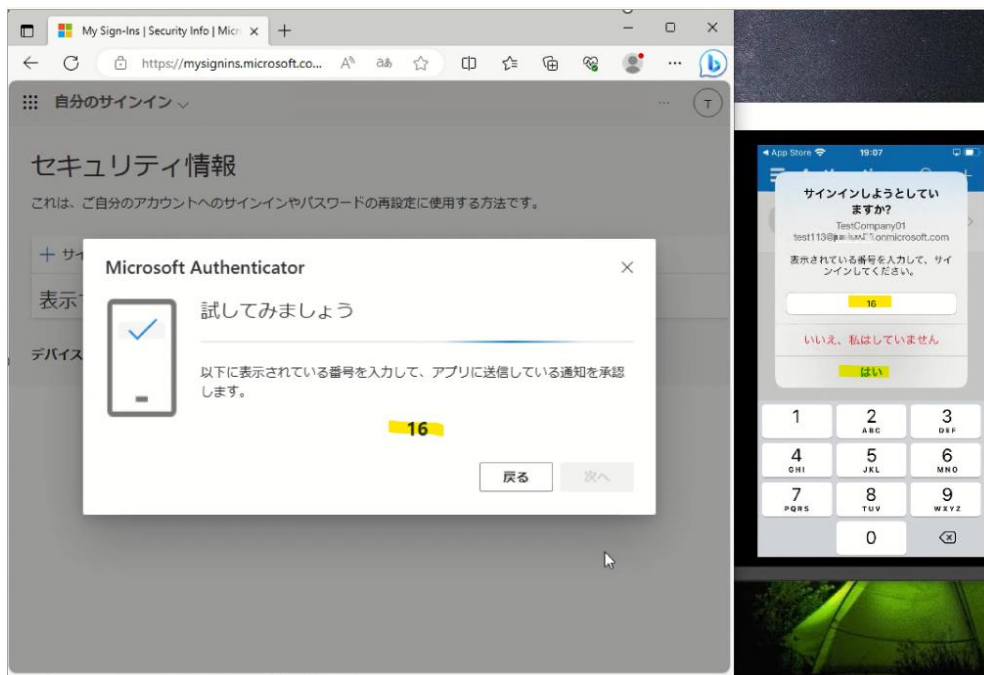 My Sign-Ins | Security Info | Micr
https://mysignins.microsoft.co...
自分のサインイン
T
セキュリティ情報
これは、ご自分のアカウントへのサインインやパスワードの再設定に使用する方法です。
＋ サイ
表示
デバイス
Microsoft Authenticator
試してみましょう
以下に表示されている番号を入力して、アプリに送信している通知を承認
します。
16
戻る
次へ
App Store
19:07
サインインしようとしてい
ますか?
TestCompany01
表示されている番号を入力して、サイ
ンインしてください。
16
いいえ、私はしていません
はい
1
2
ABC
3
DEF
4
GHI
5
JKL
6
MNO
7
PQRS
8
TUV
9
WXYZ
0